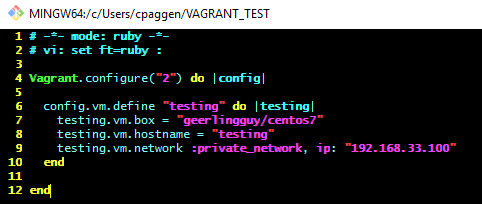 MINGW64:/c/Users/cpaggen/VAGRANT_TEST
1 # -*- mode: ruby -*-
2 # vi: set ft=ruby :
3
4 Vagrant.configure("2") do |config|
5
6   config.vm.define "testing" do |testing|
7     testing.vm.box = "geerlingguy/centos7"
8     testing.vm.hostname = "testing"
9     testing.vm.network :private_network, ip: "192.168.33.100"
10   end
11
12 end